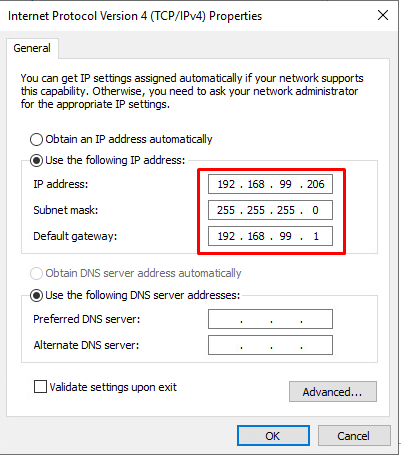 Internet Protocol Version 4 (TCP/IPv4) Properties
General
You can get IP settings assigned automatically if your network supports
this capability. Otherwise, you need to ask your network administrator
for the appropriate IP settings.
Obtain an IP address automatically
Use the following IP address:
IP address: 192 . 168 . 99 . 206
Subnet mask: 255 . 255 . 255 . 0
Default gateway: 192 . 168 . 99 . 1
Obtain DNS server address automatically
Use the following DNS server addresses:
Preferred DNS server: . . .
Alternate DNS server: . . .
Validate settings upon exit
Advanced...
OK Cancel